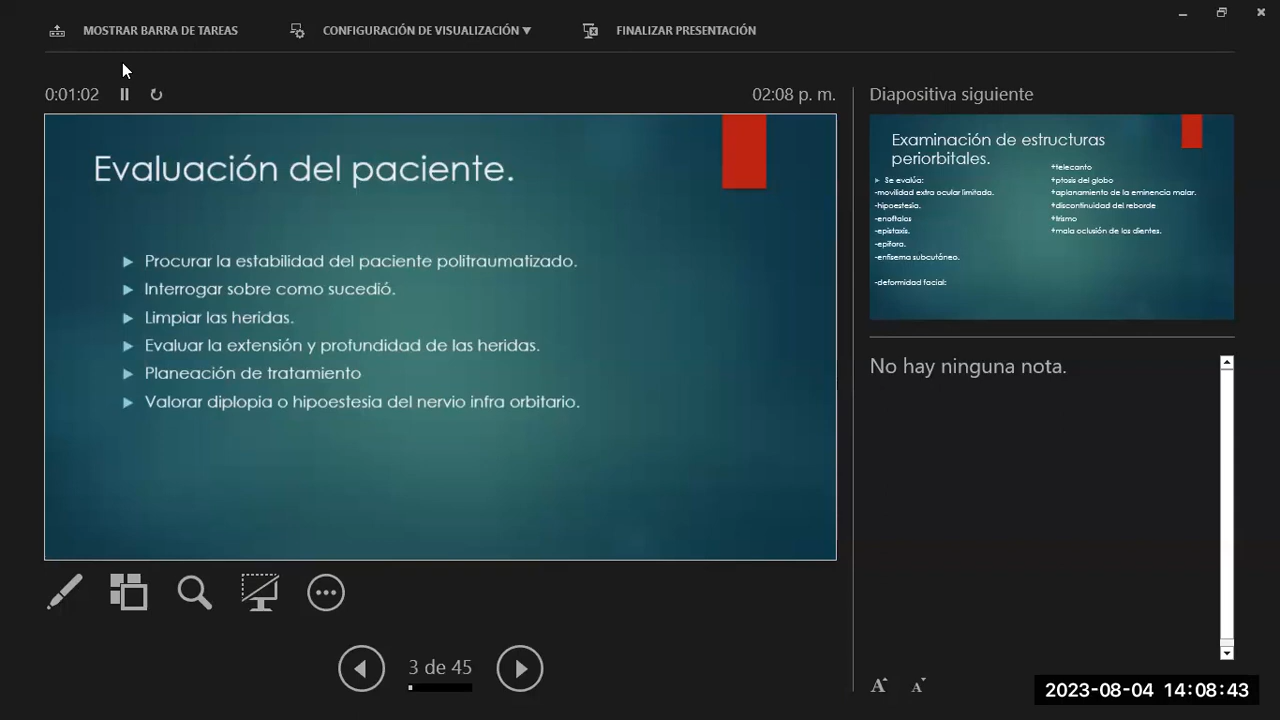 MOSTRAR BARRA DE TAREAS
CONFIGURACIÓN DE VISUALIZACIÓN ▼
FINALIZAR PRESENTACIÓN
0:01:02
02:08 p. m.
Evaluación del paciente.
Procurar la estabilidad del paciente politraumatizado.
Interrogar sobre como sucedió.
Limpiar las heridas.
Evaluar la extensión y profundidad de las heridas.
Planeación de tratamiento
Valorar diplopia o hipoestesia del nervio infra orbitario.
3 de 45
Diapositiva siguiente
Examinación de estructuras
periorbitales.
Se evalúa:
-movilidad extra ocular limitada.
-hipoestesia.
-enoftalas
-epistaxis.
-epifora.
-enfisema subcutáneo.
-deformidad facial:
+telecanto
+ptosis del globo
+aplanamiento de la eminencia malar.
+discontinuidad del reborde
+trismo
+mala oclusión de los dientes.
No hay ninguna nota.
A A
2023-08-04 14:08:43